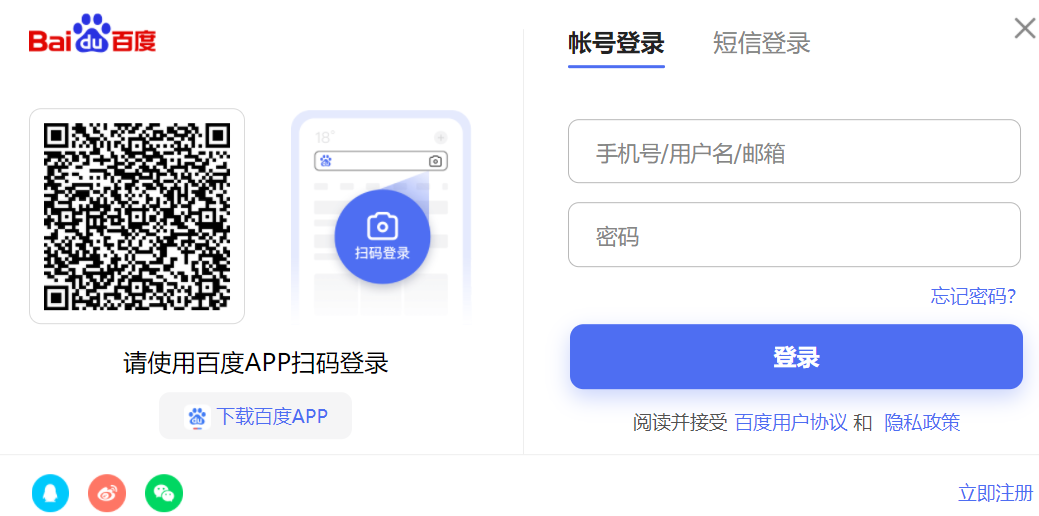 Bai du 百度
帐号登录 短信登录
18°
扫码登录
请使用百度APP扫码登录
下载百度APP
手机号/用户名/邮箱
密码
忘记密码?
登录
阅读并接受 百度用户协议 和 隐私政策
立即注册